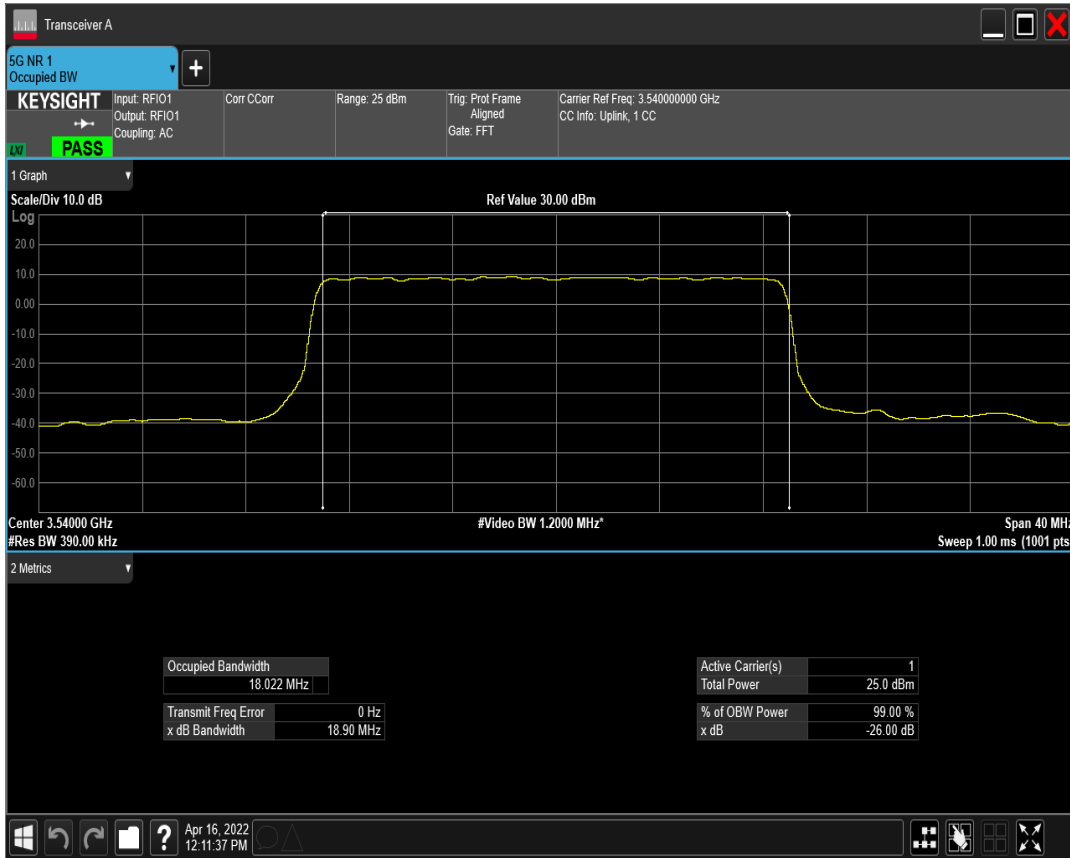 Transceiver A
5G NR 1
Occupied BW
KEYSIGHT
LXI
PASS
Input: RFIO1
Output: RFIO1
Coupling: AC
Corr CCorr
Range: 25 dBm
Trig: Prot Frame
Aligned
Gate: FFT
Carrier Ref Freq: 3.540000000 GHz
CC Info: Uplink, 1 CC
1 Graph
Scale/Div 10.0 dB
Ref Value 30.00 dBm
Log
20.0
10.0
0.00
-10.0
-20.0
-30.0
-40.0
-50.0
-60.0
Center 3.54000 GHz
#Video BW 1.2000 MHz*
Span 40 MHz
#Res BW 390.00 kHz
Sweep 1.00 ms (1001 pts
2 Metrics
Occupied Bandwidth
18.022 MHz
Transmit Freq Error 0 Hz
x dB Bandwidth 18.90 MHz
Active Carrier(s) 1
Total Power 25.0 dBm
% of OBW Power 99.00 %
x dB -26.00 dB
?
Apr 16, 2022
12:11:37 PM